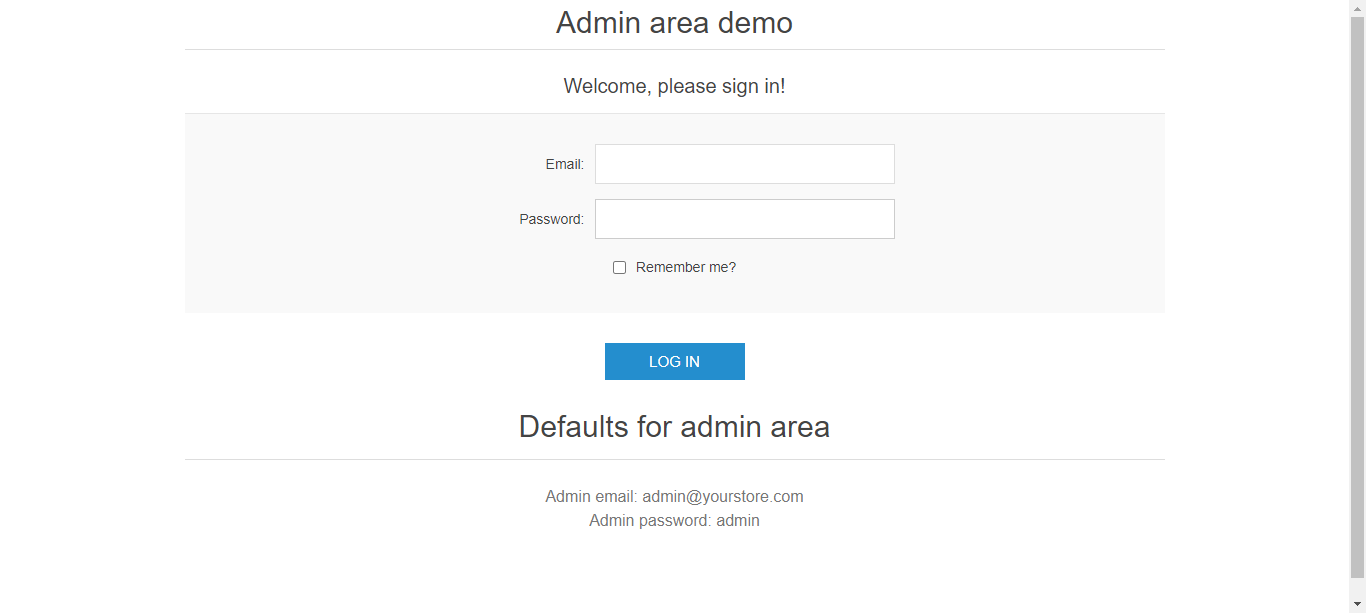 Admin area demo
Welcome, please sign in!
Email:
Password:
Remember me?
LOG IN
Defaults for admin area
Admin email: admin@yourstore.com
Admin password: admin